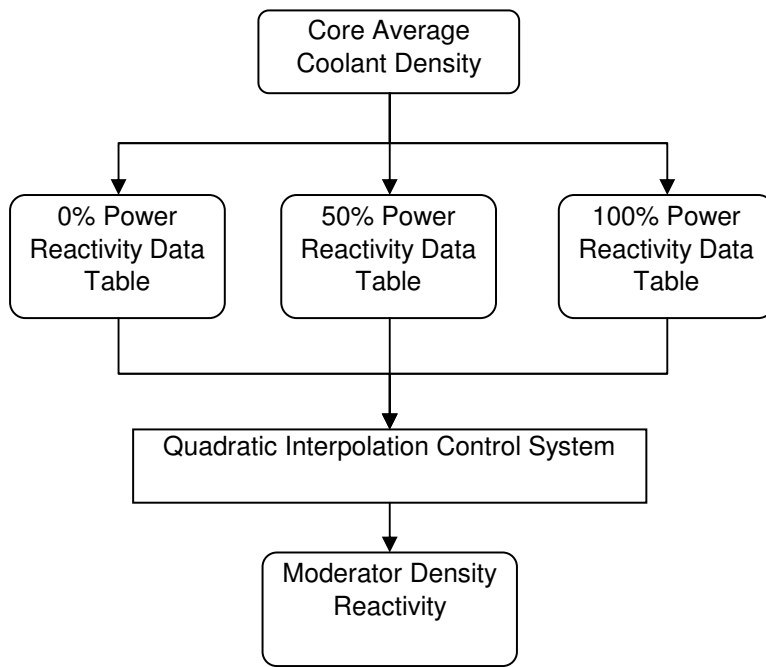 Core Average
Coolant Density
0% Power
Reactivity Data
Table
50% Power
Reactivity Data
Table
100% Power
Reactivity Data
Table
Quadratic Interpolation Control System
Moderator Density
Reactivity